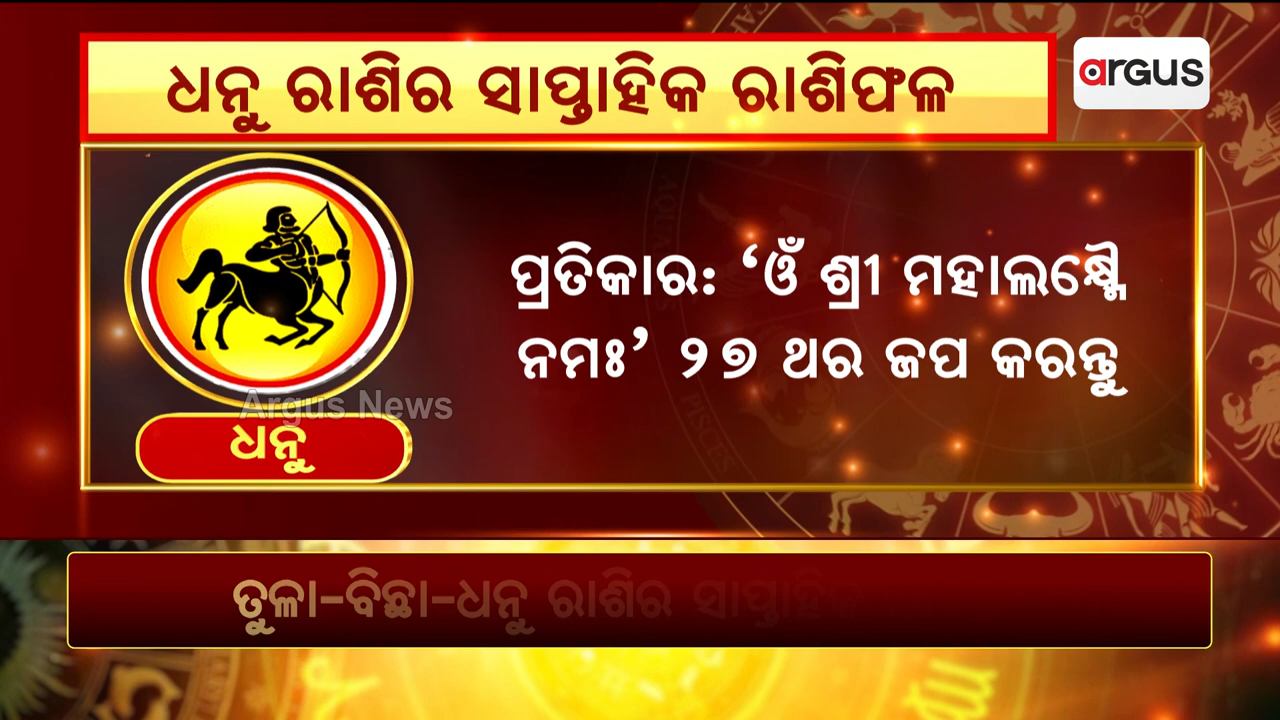 ଧନୁ ରାଶିର ସାପ୍ତାହିକ ରାଶିଫଳ
argus
ପ୍ରତିକାର: ‘ଓଁ ଶ୍ରୀ ମହାଲକ୍ଷ୍ମୈ
ନମଃ’ ୨୭ ଥର ଜପ କରନ୍ତୁ
Argus News
ଧନୁ
ତୁଳା-ବିଛା-ଧନୁ ରାଶିର ସାପ୍ତାହିକ